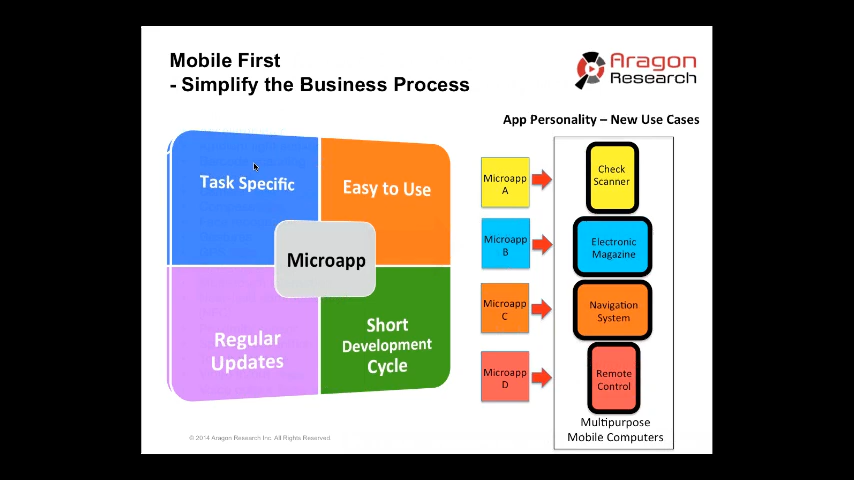 Mobile First
- Simplify the Business Process
Aragon
Research
App Personality – New Use Cases
Task Specific
Easy to Use
Microapp
Regular
Updates
Short
Development
Cycle
Microapp
A
Check
Scanner
Microapp
B
Electronic
Magazine
Microapp
C
Navigation
System
Microapp
D
Remote
Control
Multipurpose
Mobile Computers
© 2014 Aragon Research Inc. All Rights Reserved